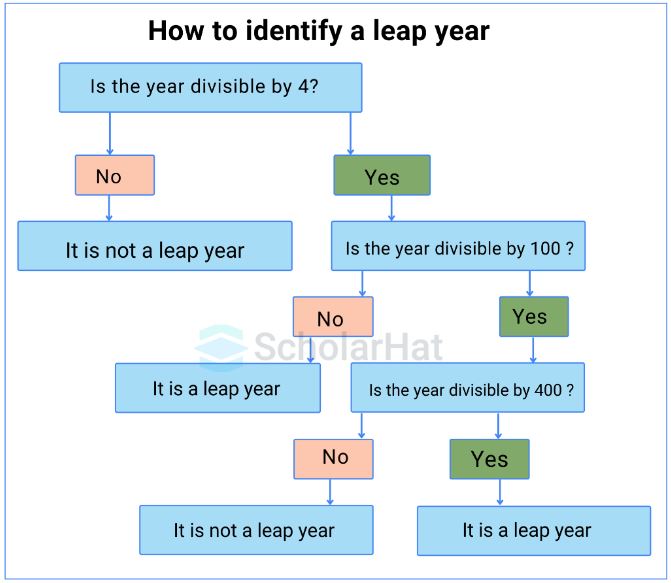 How to identify a leap year
Is the year divisible by 4?
No
Yes
It is not a leap year
Is the year divisible by 100 ?
No
Yes
ScholarHat
It is a leap year
Is the year divisible by 400 ?
No
Yes
It is not a leap year
It is a leap year